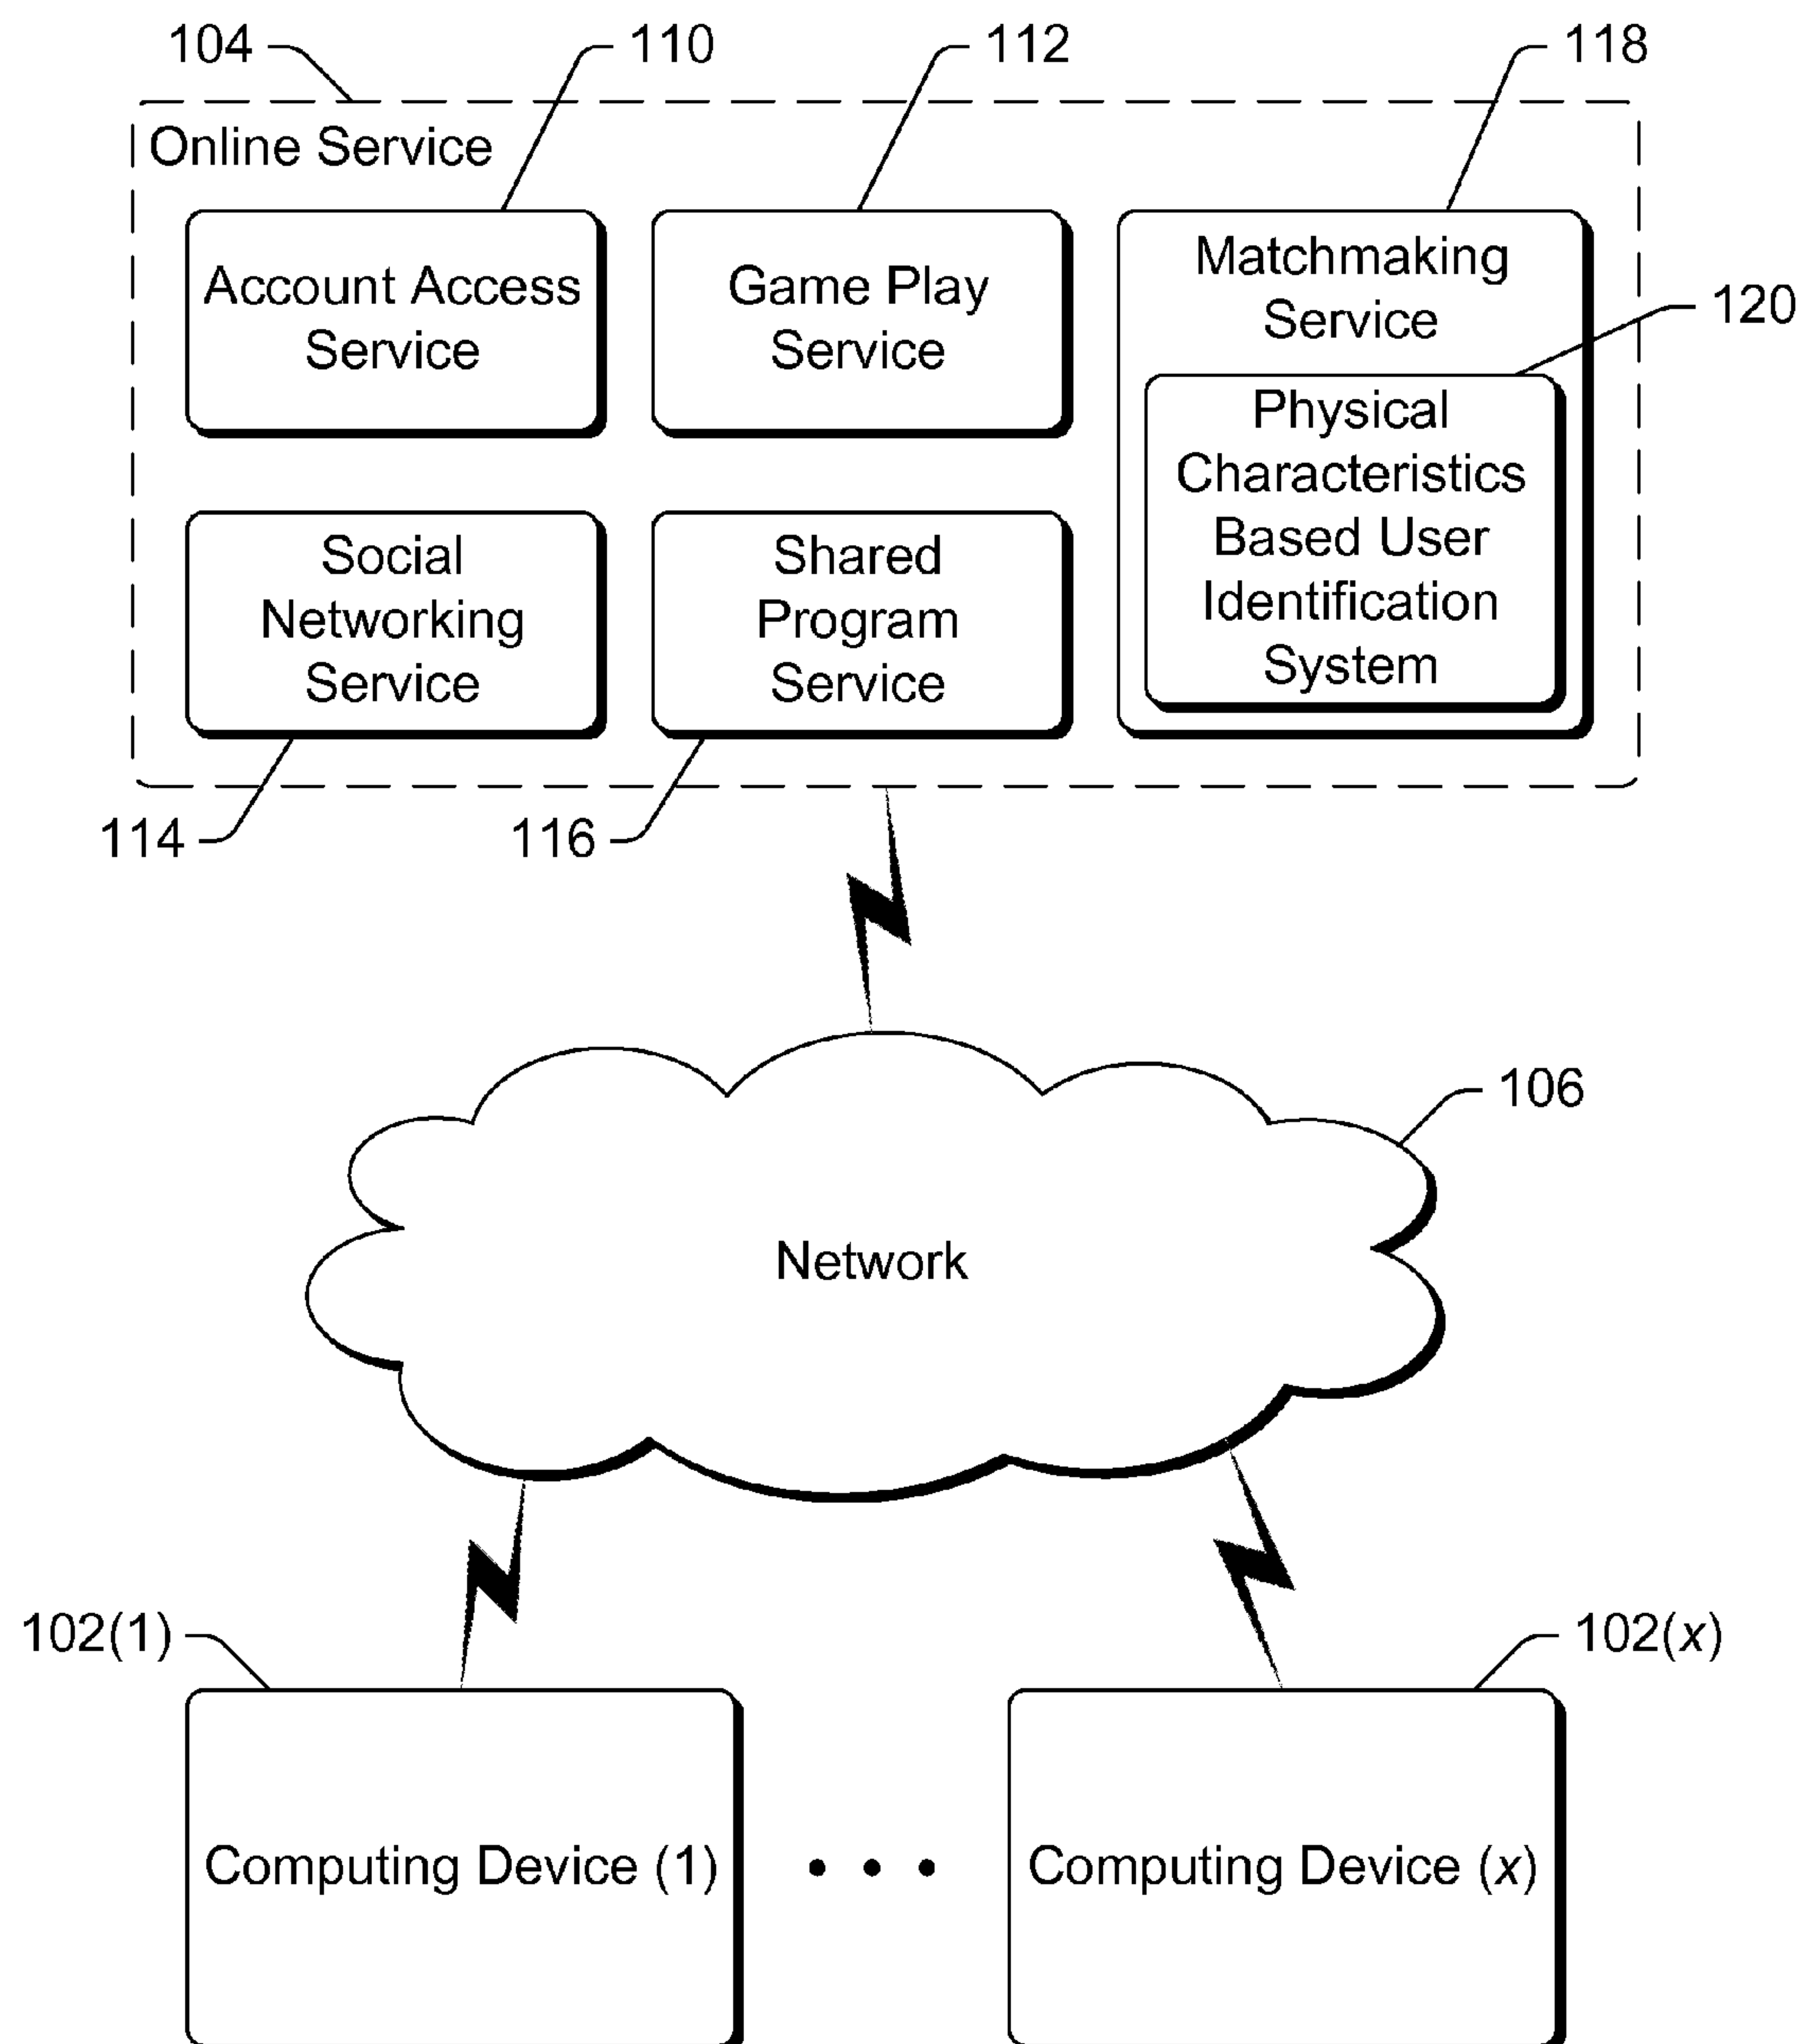 104
110
112
118
Online Service
Account Access
Service
Game Play
Service
Matchmaking
Service
120
Physical
Characteristics
Based User
Identification
System
Social
Networking
Service
Shared
Program
Service
114
116
106
Network
102(1)
102(x)
Computing Device (1)
• • •
Computing Device (x)